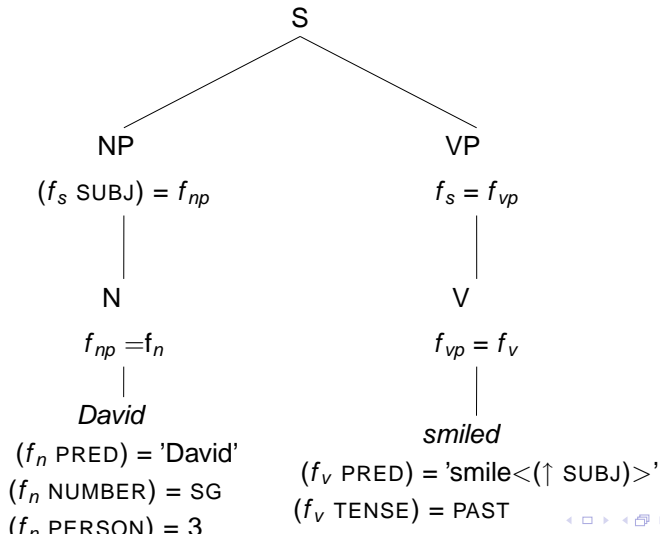 S
NP VP
(f_s SUBJ) = f_np f_s = f_vp
N V
f_np =f_n f_vp = f_v
David smiled
(f_n PRED) = 'David' (f_v PRED) = 'smile<(↑ SUBJ)>'
(f_n NUMBER) = SG (f_v TENSE) = PAST
(f_n PERSON) = 3